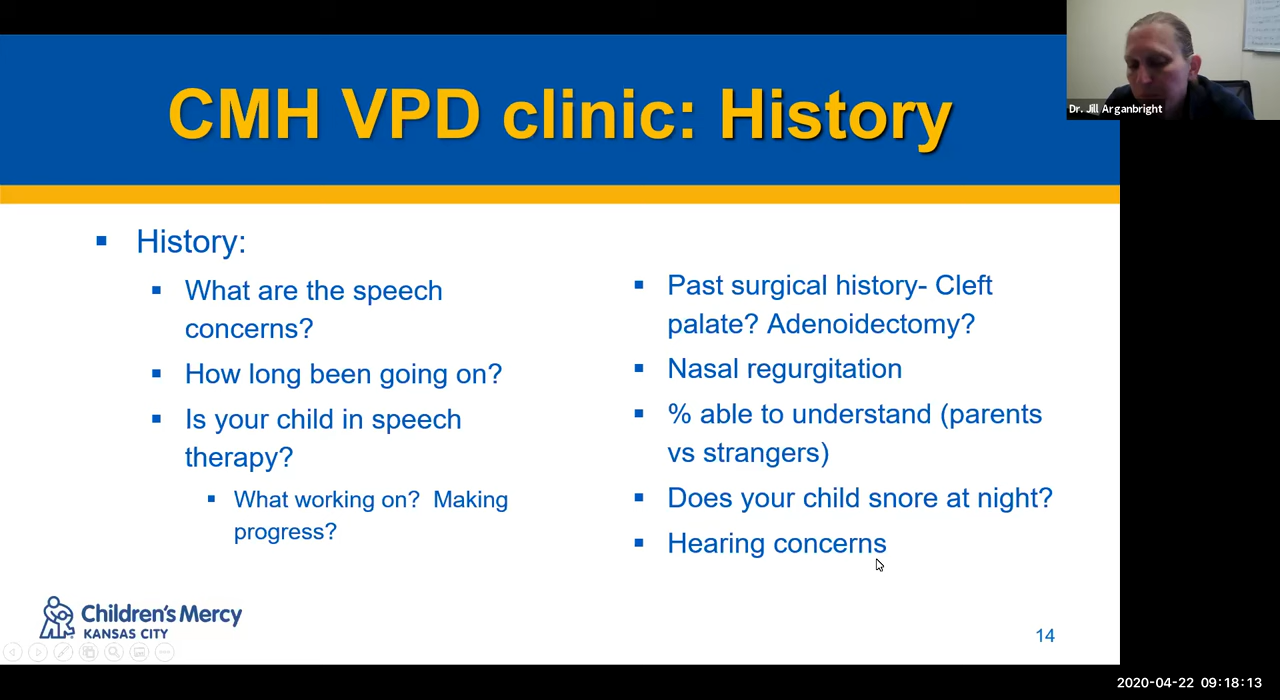 CMH VPD clinic: History
Dr. Jill Arganbright
History:
What are the speech
concerns?
How long been going on?
Is your child in speech
therapy?
What working on?  Making
progress?
Past surgical history- Cleft
palate? Adenoidectomy?
Nasal regurgitation
% able to understand (parents
vs strangers)
Does your child snore at night?
Hearing concerns
Children's Mercy
KANSAS CITY
14
2020-04-22 09:18:13